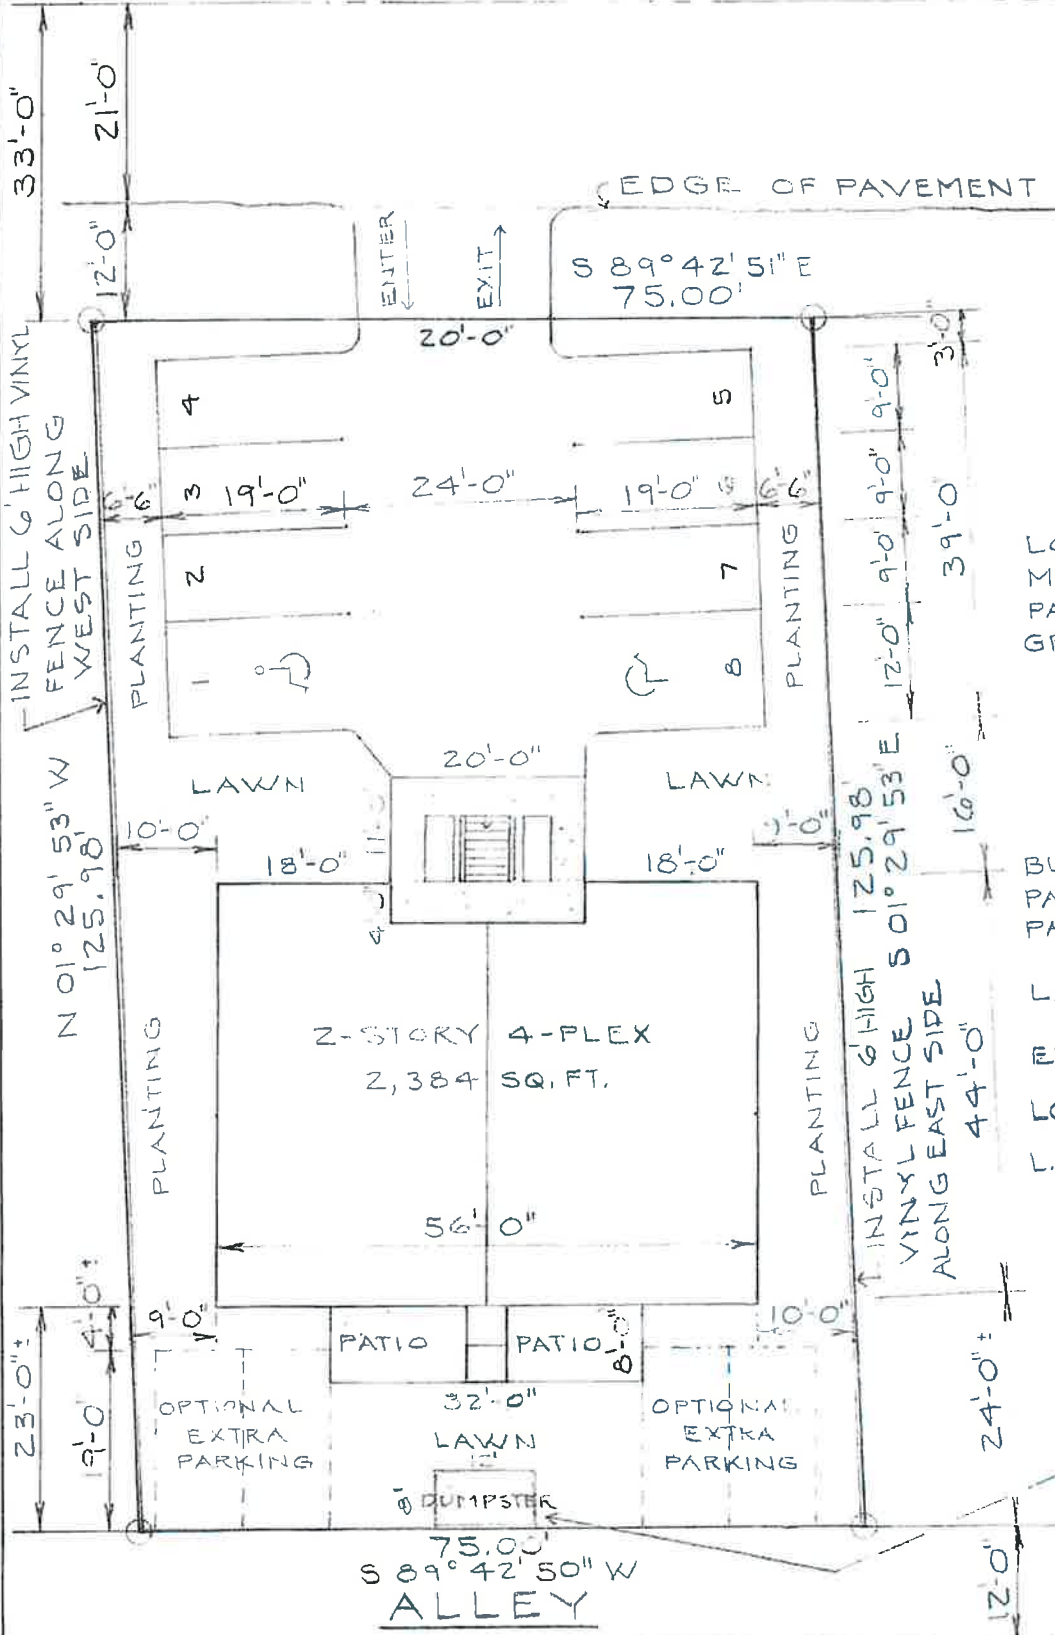 33'-0"
21'-0"
12'-0"
EDGE OF PAVEMENT
ENTER
EXIT
S 89° 42' 51" E
75.00'
20'-0"
3'-0"
INSTALL 6' HIGH VINYL
FENCE ALONG
WEST SIDE
4
5
9'-0"
6'-6"
3
19'-0"
24'-0"
19'-0"
6'-6"
9'-0"
39'-0
PLANTING
2
7
PLANTING
9'-0"
1
8
12'-0"
N 01° 29' 53" W
125.98'
LAWN
20'-0"
LAWN
10'-0"
18'-0"
18'-0"
16'-0"
125.98'
S 01° 29' 53" E
PLANTING
2-STORY 4-PLEX
2,384 SQ. FT.
PLANTING
INSTALL 6' HIGH
VINYL FENCE
ALONG EAST SIDE
44'-0"
56'-0"
4'-0"±
9'-0"
PATIO
PATIO
8'-0"
10'-0"
23'-0"±
19'-0
OPTIONAL
EXTRA
PARKING
32'-0"
LAWN
OPTIONAL
EXTRA
PARKING
24'-0"±
12'
8'
DUMPSTER
75.00'
S 89° 42' 50" W
ALLEY
12'-0"